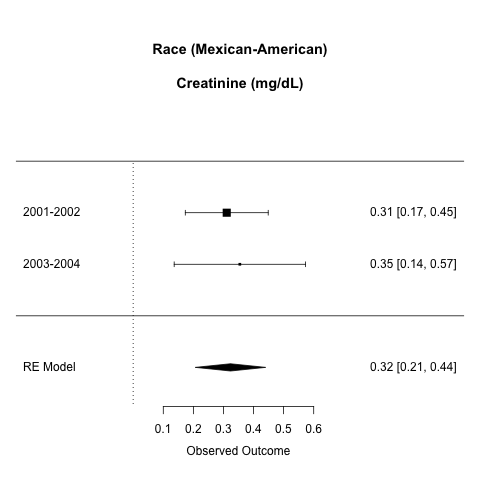 Race (Mexican-American)
Creatinine (mg/dL)
2001-2002 0.31 [0.17, 0.45]
2003-2004 0.35 [0.14, 0.57]
RE Model 0.32 [0.21, 0.44]
0.1 0.2 0.3 0.4 0.5 0.6
Observed Outcome